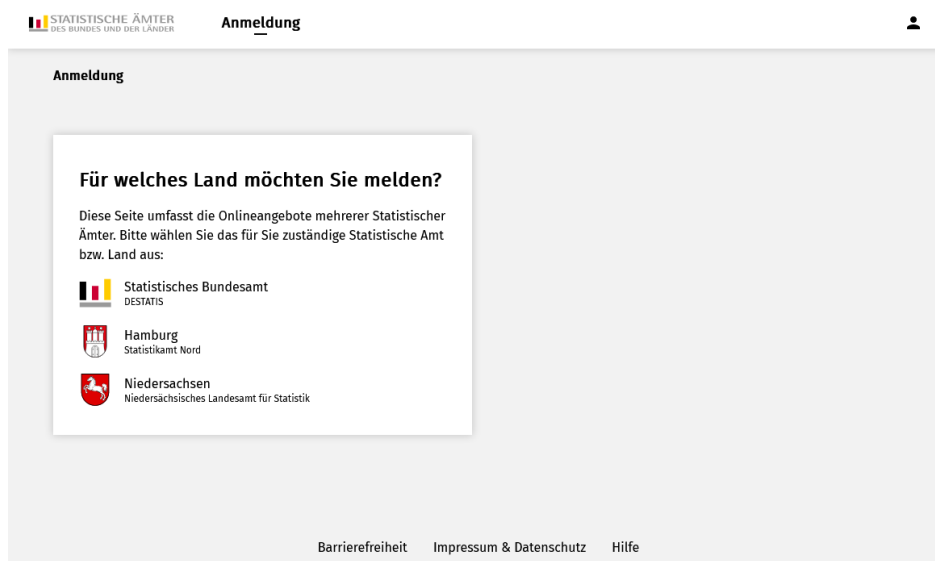 STATISTISCHE ÄMTER
DES BUNDES UND DER LÄNDER
Anmeldung
Anmeldung
Für welches Land möchten Sie melden?
Diese Seite umfasst die Onlineangebote mehrerer Statistischer
Ämter. Bitte wählen Sie das für Sie zuständige Statistische Amt
bzw. Land aus:
Statistisches Bundesamt
DESTATIS
Hamburg
Statistikamt Nord
Niedersachsen
Niedersächsisches Landesamt für Statistik
Barrierefreiheit Impressum & Datenschutz Hilfe